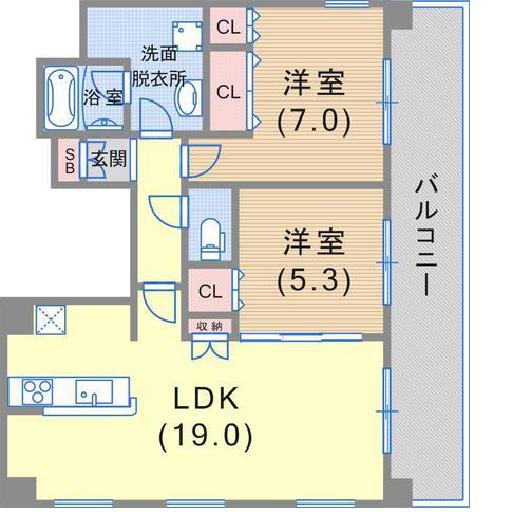 CL
洗面
脱衣所
洋室
(7.0)
CL
浴室
SB
玄関
バルコニー
洋室
(5.3)
CL
収納
LDK
(19.0)